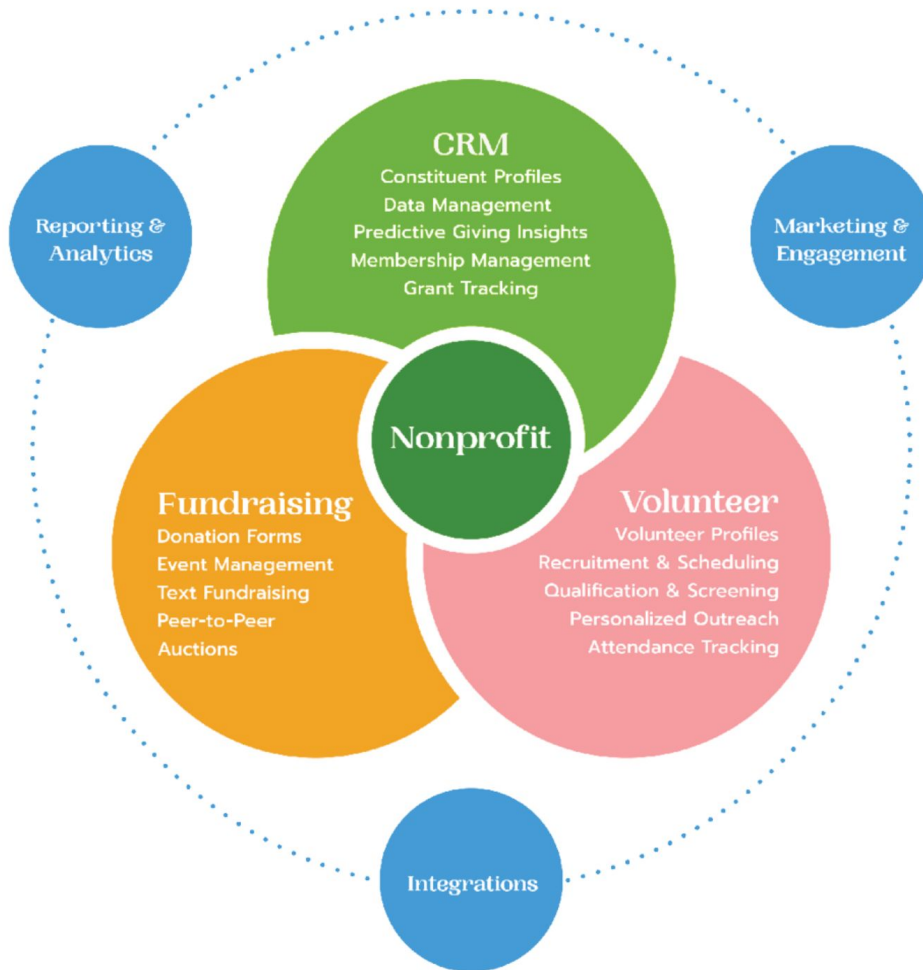 CRM
Constituent Profiles
Data Management
Predictive Giving Insights
Membership Management
Grant Tracking
Reporting &
Analytics
Marketing &
Engagement
Nonprofit
Fundraising
Donation Forms
Event Management
Text Fundraising
Peer-to-Peer
Auctions
Volunteer
Volunteer Profiles
Recruitment & Scheduling
Qualification & Screening
Personalized Outreach
Attendance Tracking
Integrations